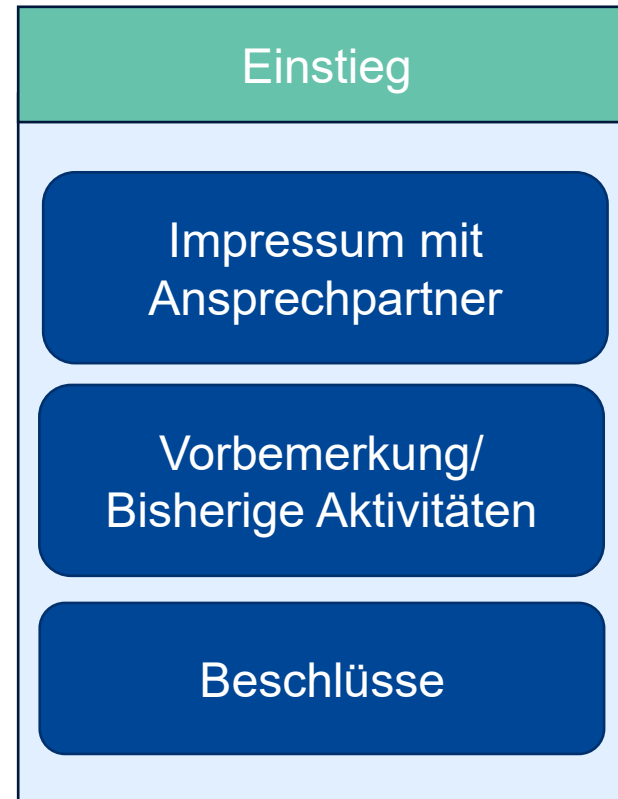 Einstieg
Impressum mit
Ansprechpartner
Vorbemerkung/
Bisherige Aktivitäten
Beschlüsse